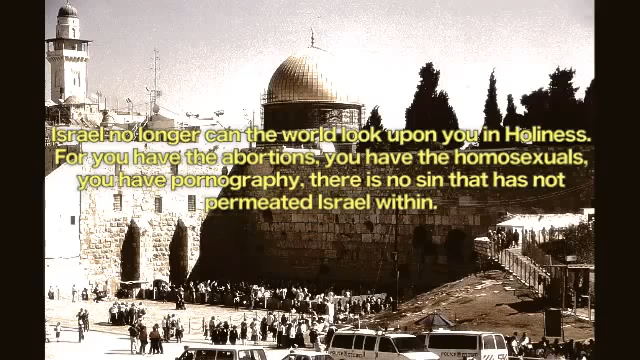 Israel no longer can the world look upon you in Holiness.
For you have the abortions, you have the homosexuals,
you have pornography, there is no sin that has not
permeated Israel within.